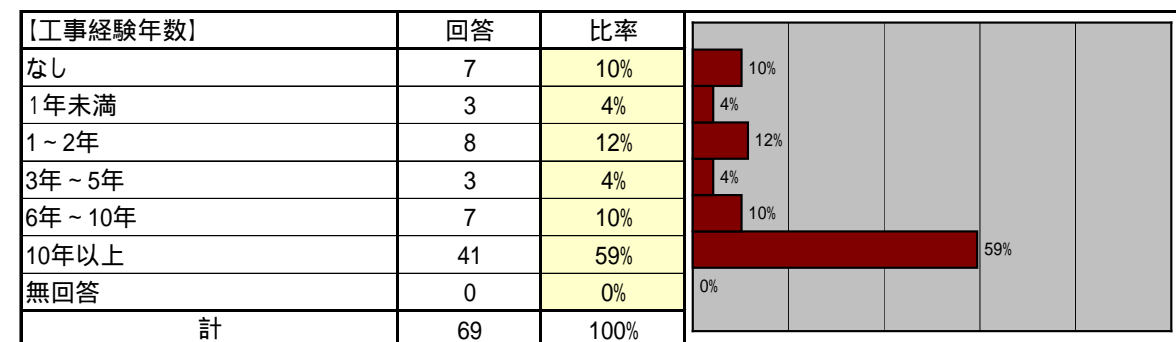 【工事経験年数】 回答 比率
なし 7 10% 10%
1年未満 3 4% 4%
1~2年 8 12% 12%
3年~5年 3 4% 4%
6年~10年 7 10% 10%
10年以上 41 59% 59%
無回答 0 0% 0%
計 69 100%